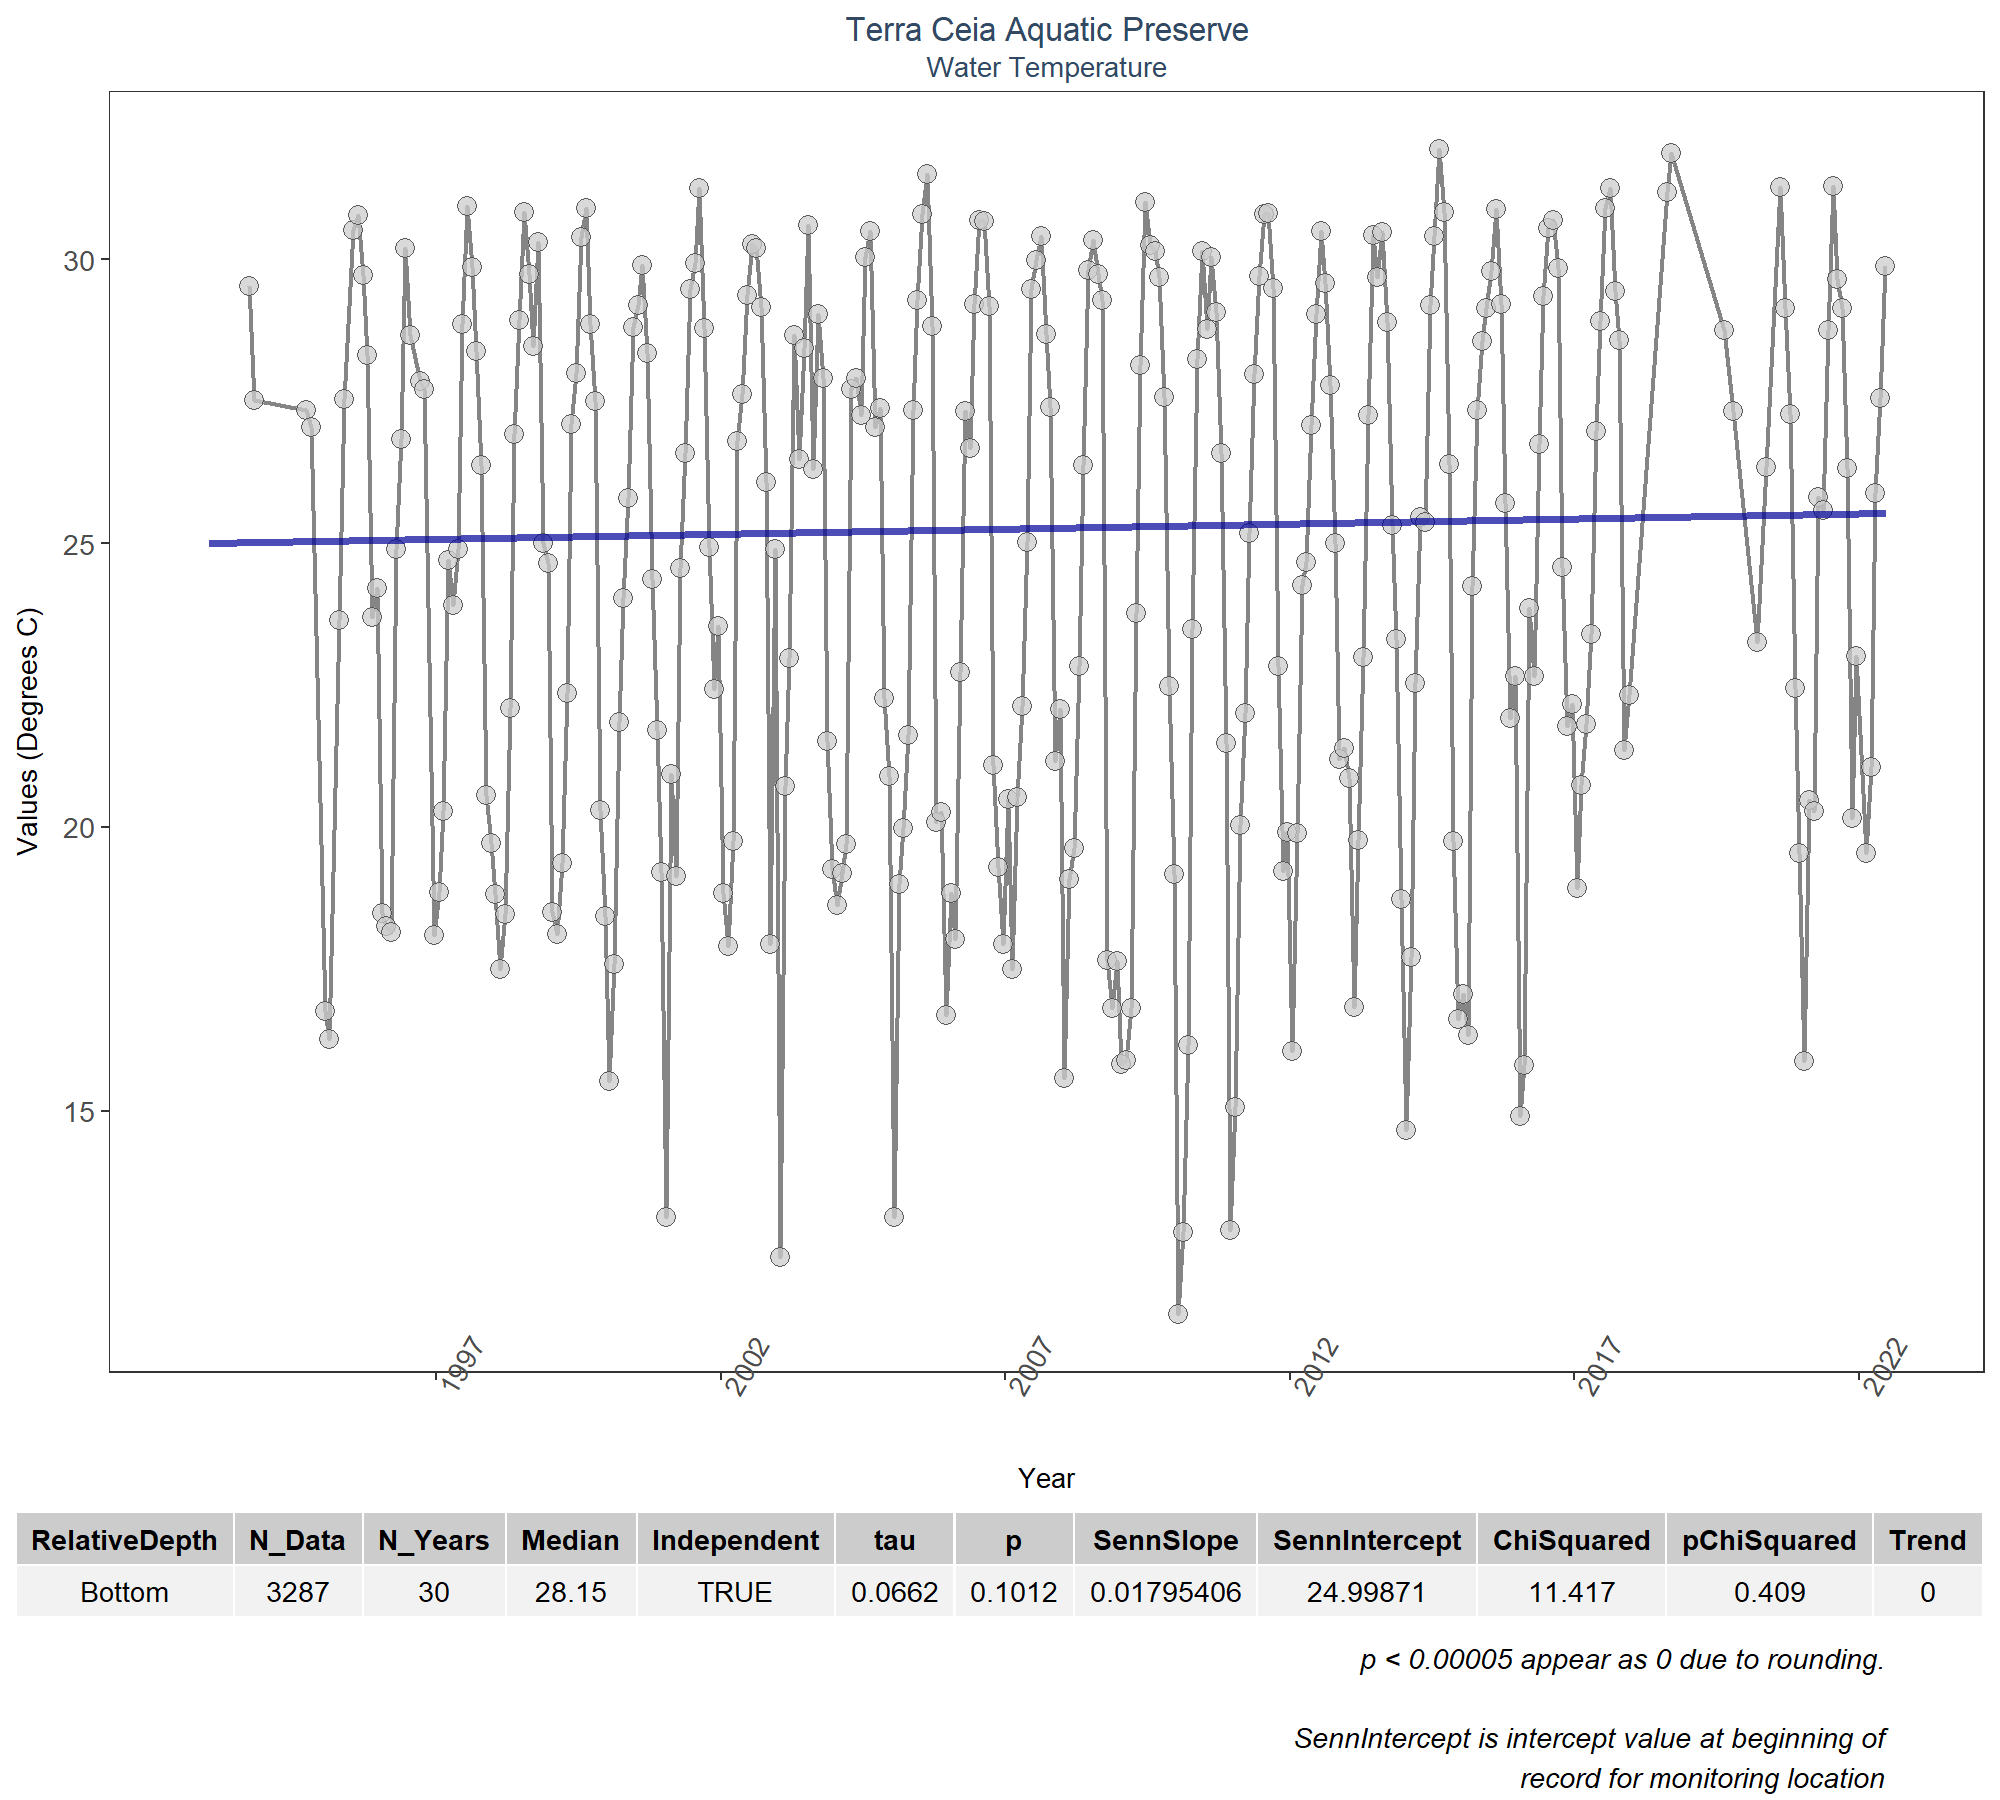 Terra Ceia Aquatic Preserve
Water Temperature
Values (Degrees C)
30
25
20
15
1997 2002 2007 2012 2017 2022
Year
RelativeDepth N_Data N_Years Median Independent tau p SennSlope SennIntercept ChiSquared pChiSquared Trend
Bottom 3287 30 28.15 TRUE 0.0662 0.1012 0.01795406 24.99871 11.417 0.409 0
p < 0.00005 appear as 0 due to rounding.
SennIntercept is intercept value at beginning of
record for monitoring location